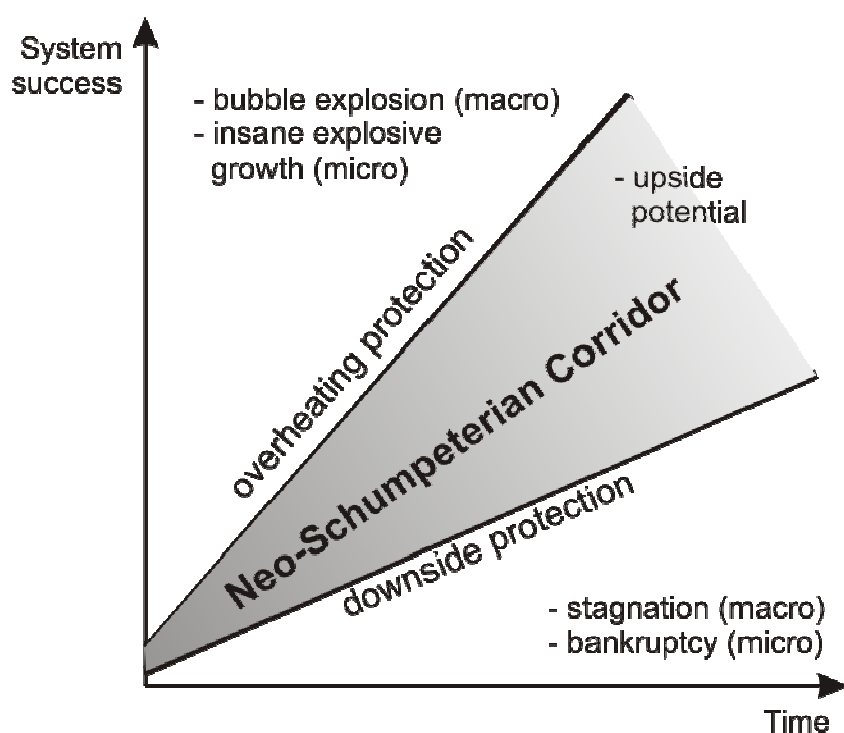 System
success
- bubble explosion (macro)
- insane explosive
growth (micro)
- upside
potential
overheating protection
Neo-Schumpeterian Corridor
downside protection
- stagnation (macro)
- bankruptcy (micro)
Time